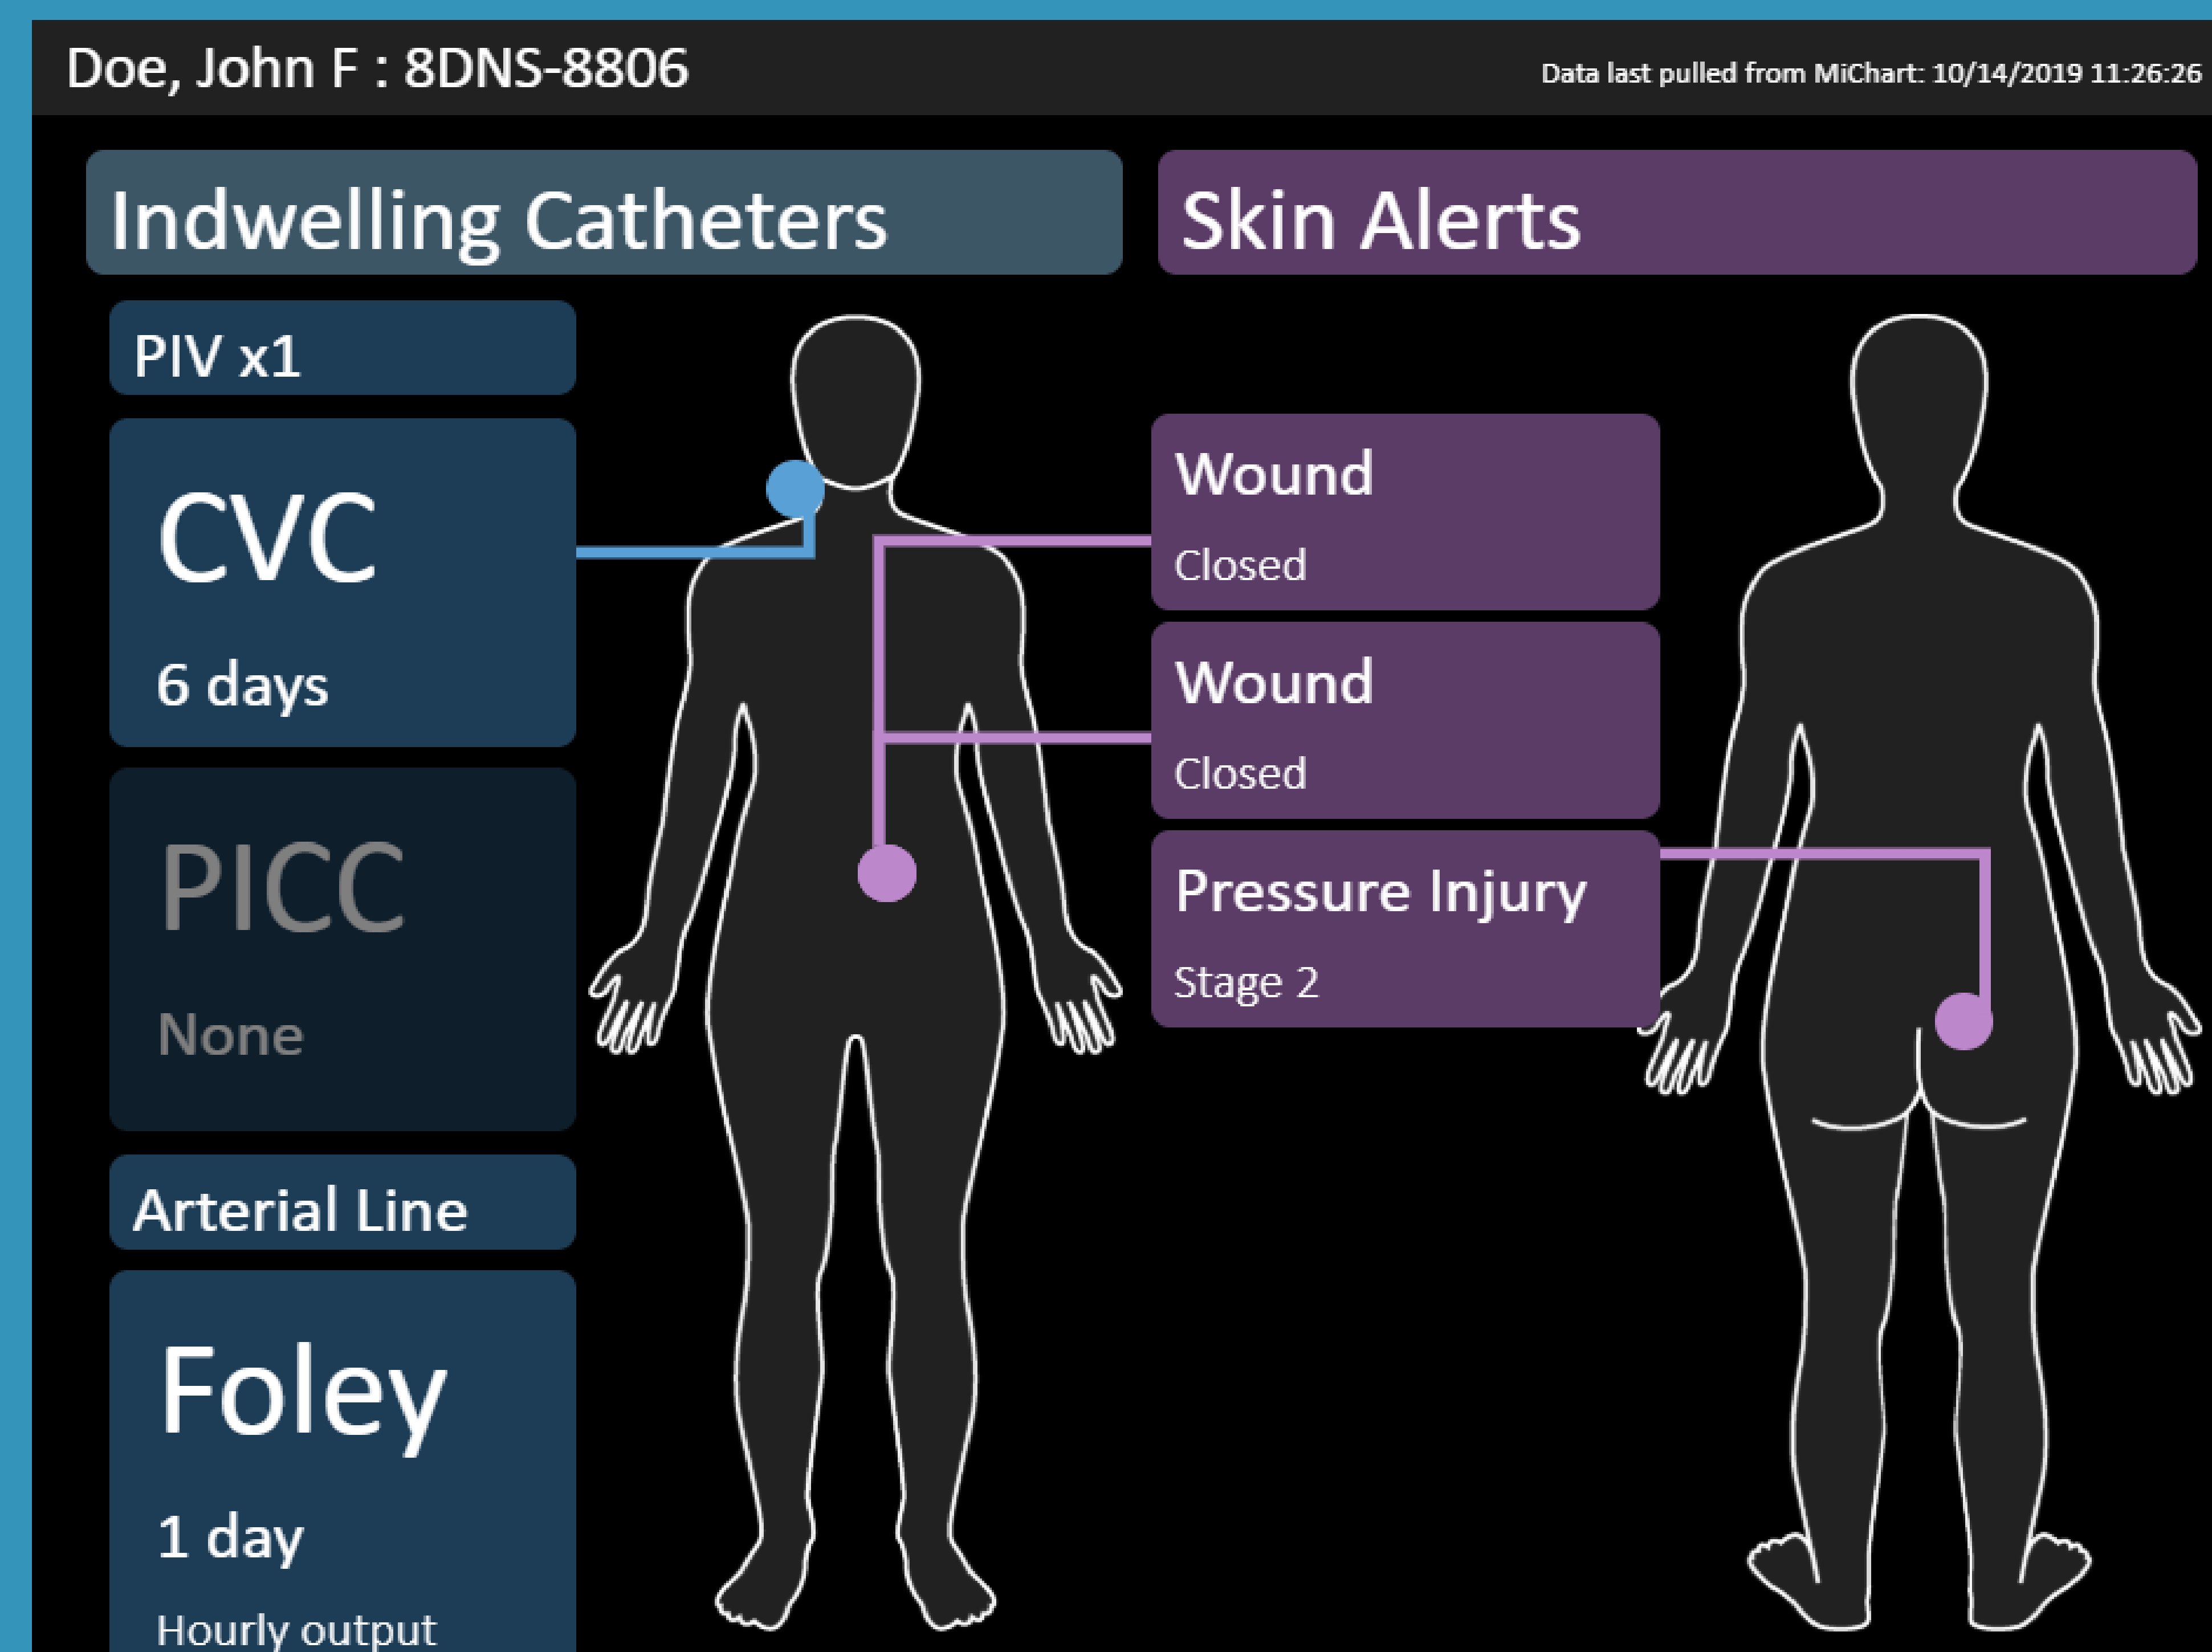 Doe, John F : 8DNS-8806
Data last pulled from MiChart: 10/14/2019 11:26:26
Indwelling Catheters
Skin Alerts
PIV x1
CVC
6 days
PICC
None
Arterial Line
Foley
1 day
Hourly output
Wound
Closed
Wound
Closed
Pressure Injury
Stage 2